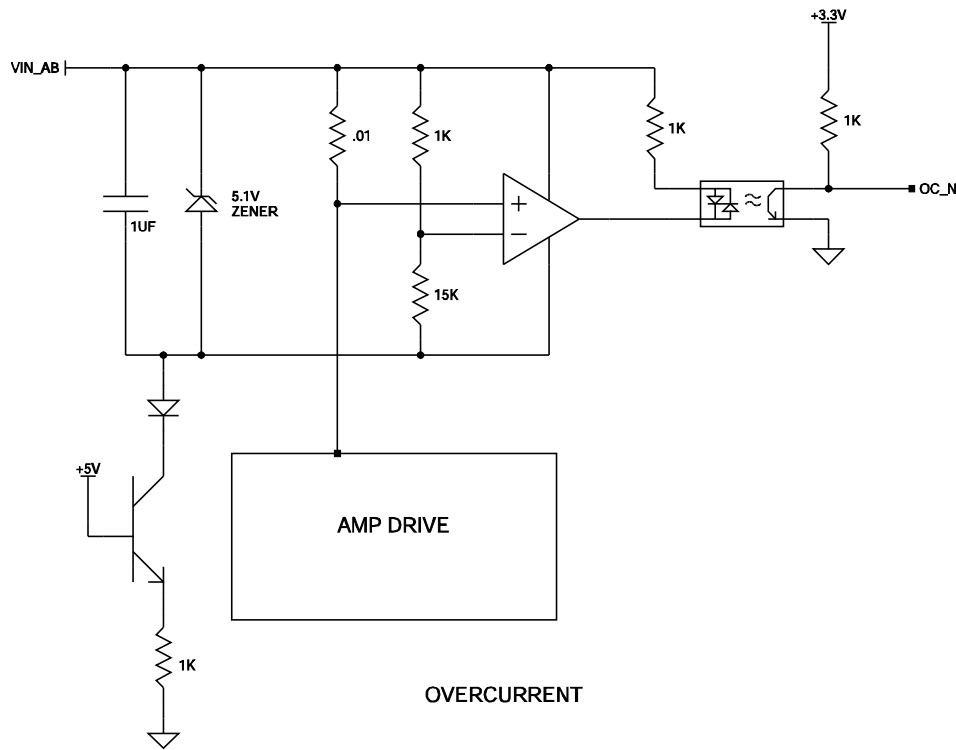 +3.3V
VIN_AB
.01
1K
1K
1K
5.1V
ZENER
+
OC_N
1UF
−
15K
+5V
AMP DRIVE
1K
OVERCURRENT